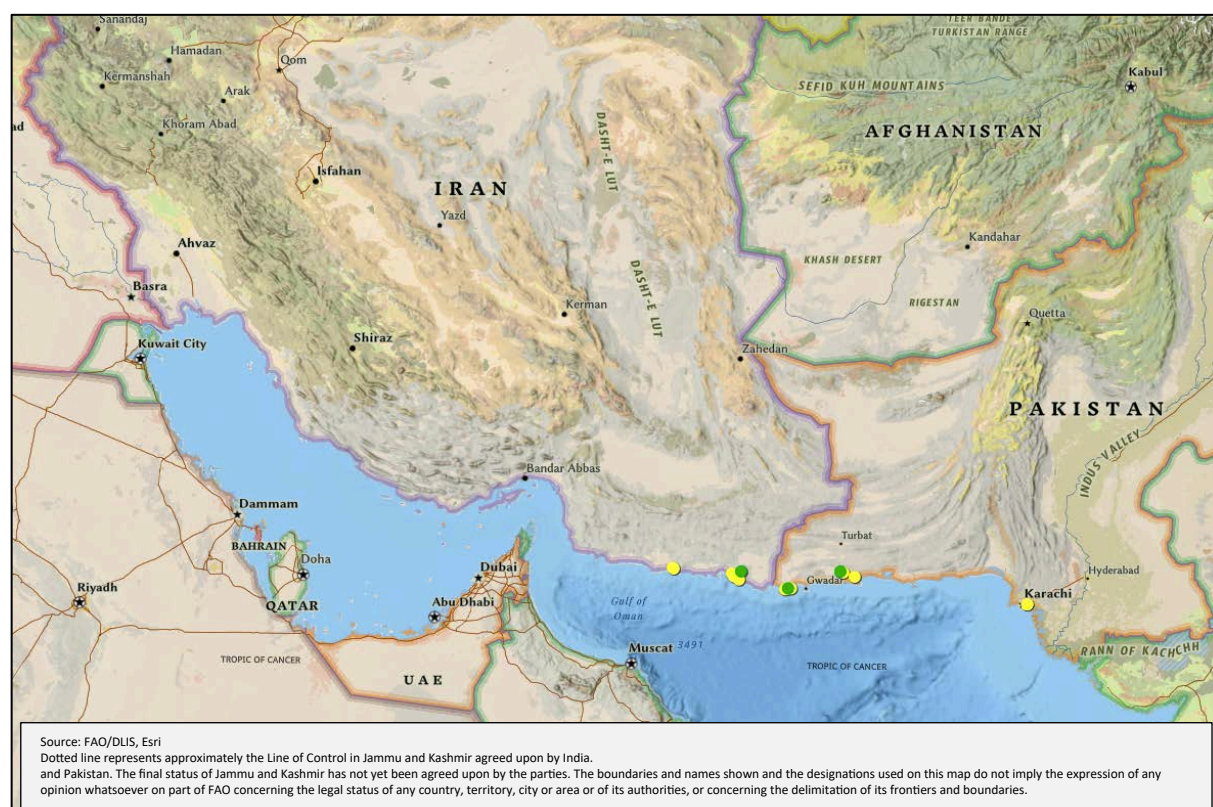 Sanandaj
TEER BANDE
TURKISTAN RANGE
Hamadan
Qom
Kabul
Kermanshah
SEFID KUH MOUNTAINS
Arak
ad
Khoram Abad
AFGHANISTAN
DASHT-E LUT
Isfahan
IRAN
Yazd
Kandahar
Ahvaz
KHASH DESERT
DASHT-E LUT
Basra
RIGESTAN
Kerman
Quetta
Kuwait City
Shiraz
Zahedan
PAKISTAN
INDUS VALLEY
Bandar Abbas
Dammam
Turbat
BAHRAIN
Doha
Dubai
Hyderabad
Riyadh
Gwadar
Karachi
QATAR
Abu Dhabi
Gulf of
Oman
Muscat
3491
RANN OF KACHCHH
TROPIC OF CANCER
TROPIC OF CANCER
UAE
Source: FAO/DLIS, Esri
Dotted line represents approximately the Line of Control in Jammu and Kashmir agreed upon by India.
and Pakistan. The final status of Jammu and Kashmir has not yet been agreed upon by the parties. The boundaries and names shown and the designations used on this map do not imply the expression of any
opinion whatsoever on part of FAO concerning the legal status of any country, territory, city or area or of its authorities, or concerning the delimitation of its frontiers and boundaries.